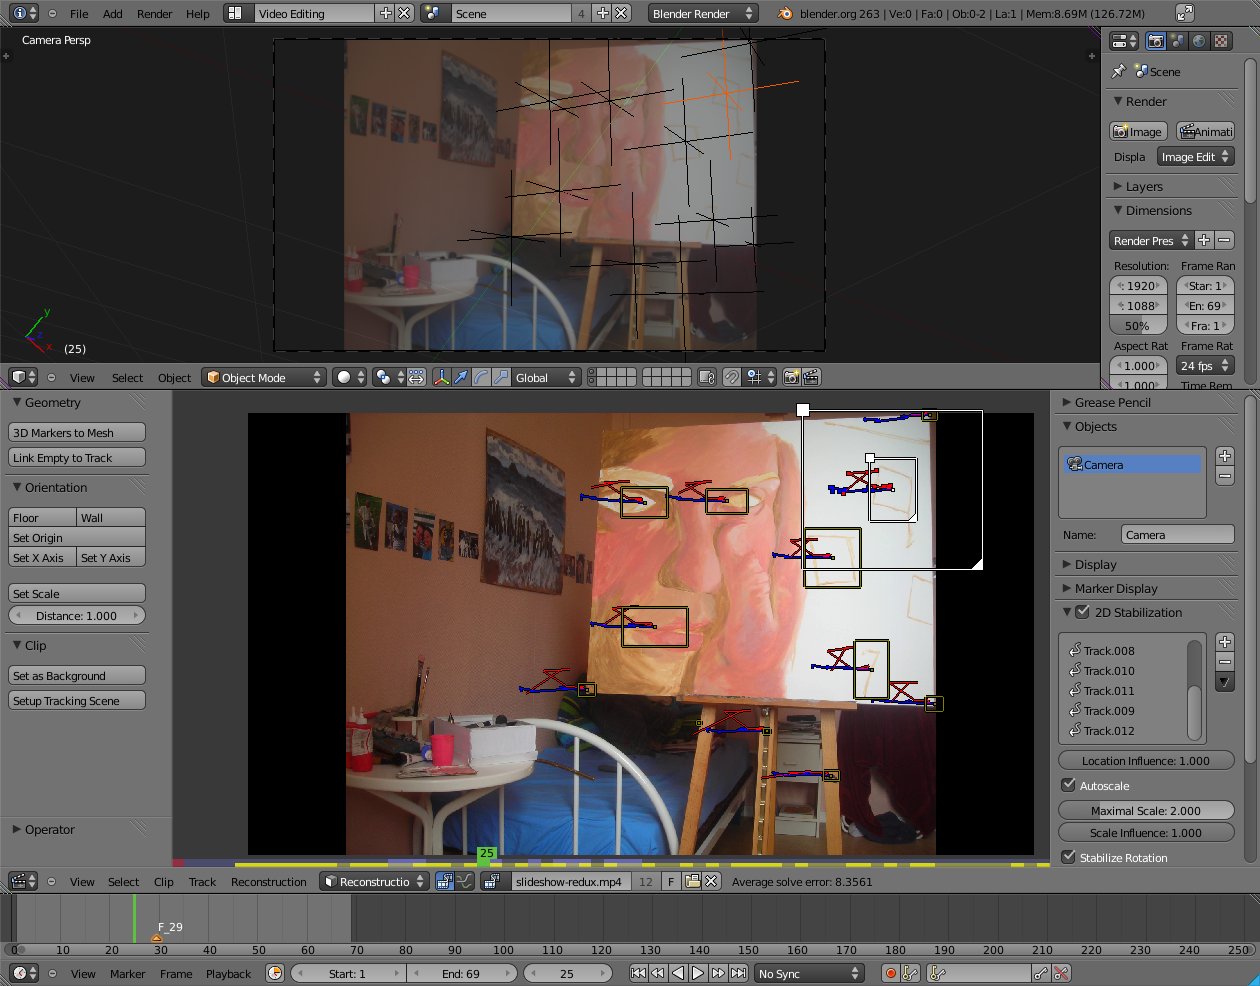 File Add Render Help Video Editing Scene 4 Blender Render blender.org 263 | Ve:0 | Fa:0 | Ob:0-2 | La:1 | Mem:8.69M (126.72M)
Camera Persp
y
x
(25)
View Select Object Object Mode Global
Scene
Render
Image Animati
Displa Image Edit
Layers
Dimensions
Render Pres
Resolution: Frame Ran
: 1920 Star: 1
: 1088 En: 69
50% Fra: 1
Aspect Rat Frame Rat
1.000 24 fps
1.000 Time Rem
Geometry
3D Markers to Mesh
Link Empty to Track
Orientation
Floor Wall
Set Origin
Set X Axis Set Y Axis
Set Scale
Distance: 1.000
Clip
Set as Background
Setup Tracking Scene
Operator
25
Grease Pencil
Objects
Camera
Name: Camera
Display
Marker Display
2D Stabilization
Track.008
Track.010
Track.011
Track.009
Track.012
Location Influence: 1.000
Autoscale
Maximal Scale: 2.000
Scale Influence: 1.000
Stabilize Rotation
View Select Clip Track Reconstruction Reconstructio slideshow-redux.mp4 12 F Average solve error: 8.3561
F_29
0 10 20 30 40 50 60 70 80 90 100 110 120 130 140 150 160 170 180 190 200 210 220 230 240 250
View Marker Frame Playback Start: 1 End: 69 25 No Sync